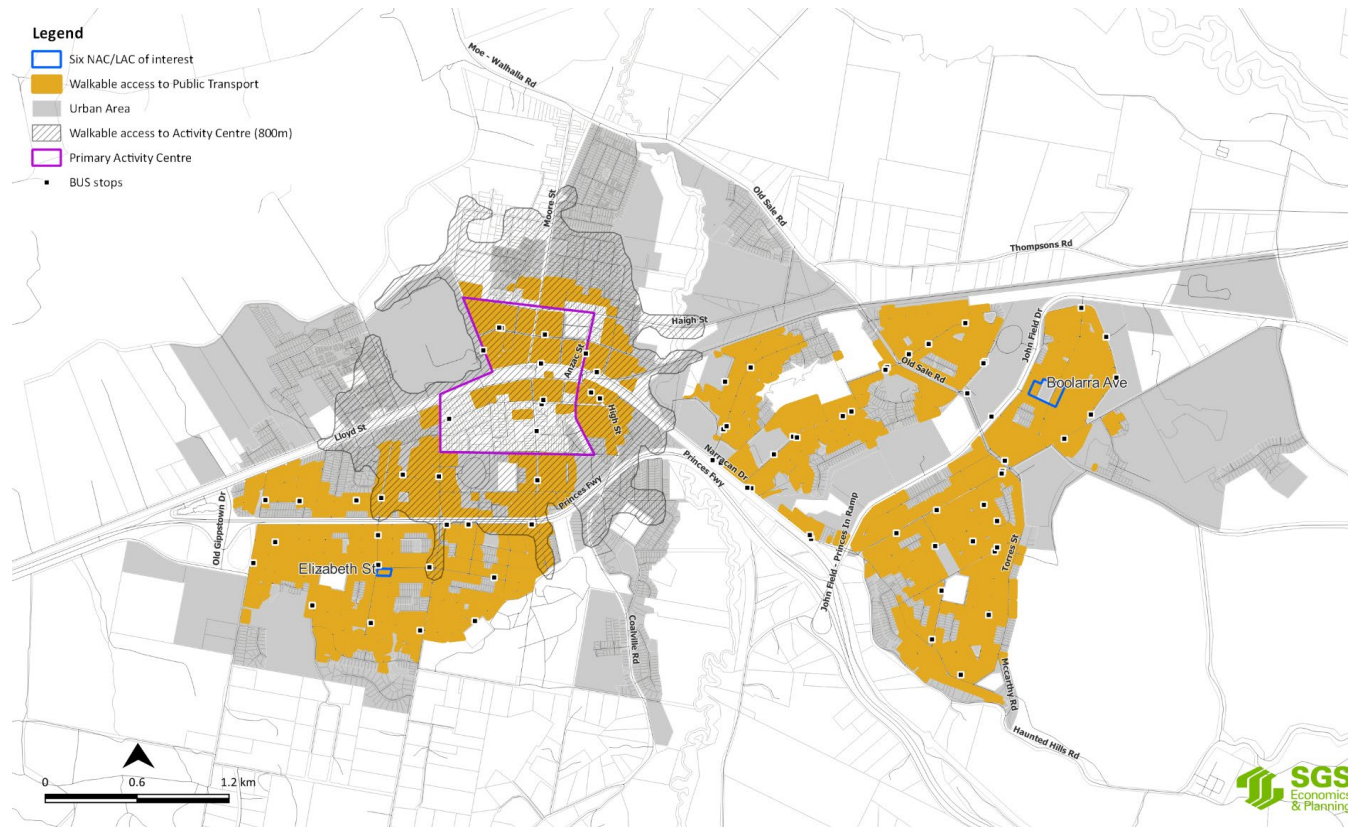 Legend
Six NAC/LAC of interest
Walkable access to Public Transport
Urban Area
Walkable access to Activity Centre (800m)
Primary Activity Centre
BUS stops
Moe - Walhalla Rd
Moore St
Old Sale Rd
Thompsons Rd
Haigh St
Anzac St
John Field Dr
Old Sale Rd
Boolarra Ave
High St
Lloyd St
Narracan Dr
Princes Fwy
Princes Fwy
Old Gippstown Dr
John Field - Princes In Ramp
Torres St
Elizabeth St
Coalville Rd
Mccarthy Rd
Haunted Hills Rd
0 0.6 1.2 km
SGS
Economics
& Planning